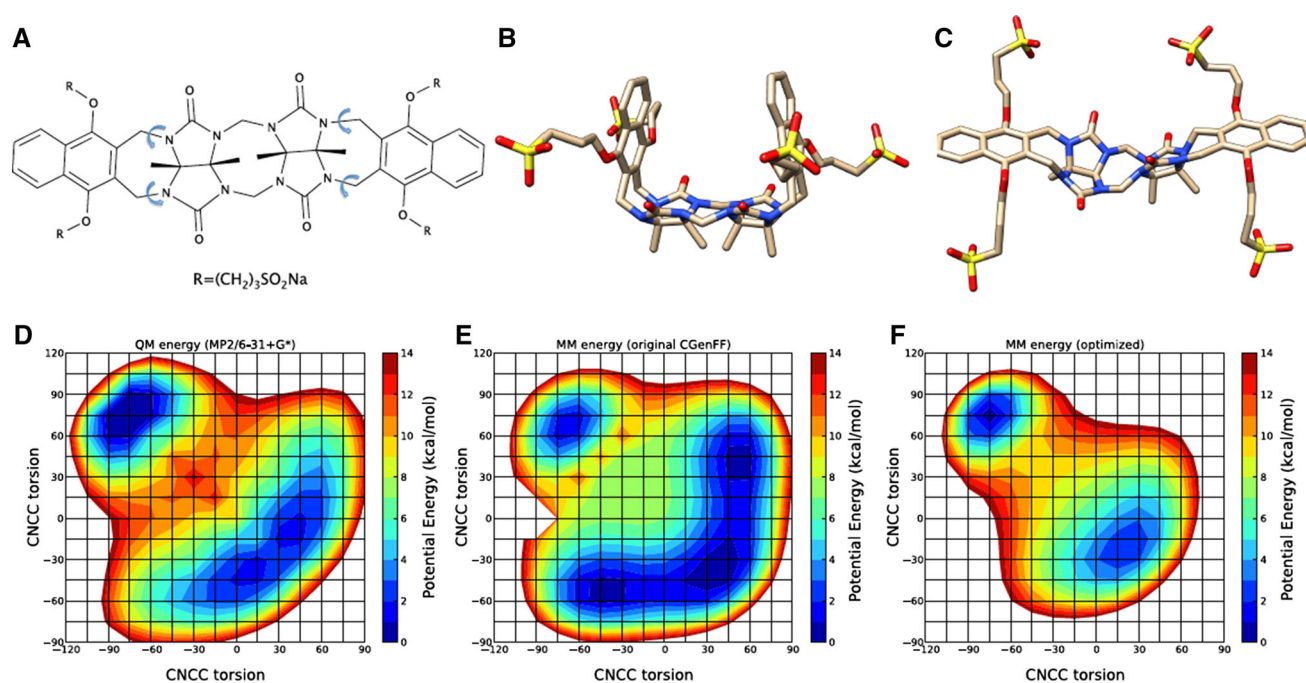 A
B
C
R
O
O
O
R
O
N
N
N
N
N
N
N
N
O
R
O
O
O
R
R=(CH2)3SO2Na
D
QM energy (MP2/6-31+G*)
120
90
60
30
0
−30
−60
−90
−120
−90
−60
−30
0
30
60
90
CNCC torsion
CNCC torsion
14
12
10
8
6
4
2
0
Potential Energy (kcal/mol)
E
MM energy (original CGenFF)
120
90
60
30
0
−30
−60
−90
−120
−90
−60
−30
0
30
60
90
CNCC torsion
CNCC torsion
14
12
10
8
6
4
2
0
Potential Energy (kcal/mol)
F
MM energy (optimized)
120
90
60
30
0
−30
−60
−90
−120
−90
−60
−30
0
30
60
90
CNCC torsion
CNCC torsion
14
12
10
8
6
4
2
0
Potential Energy (kcal/mol)